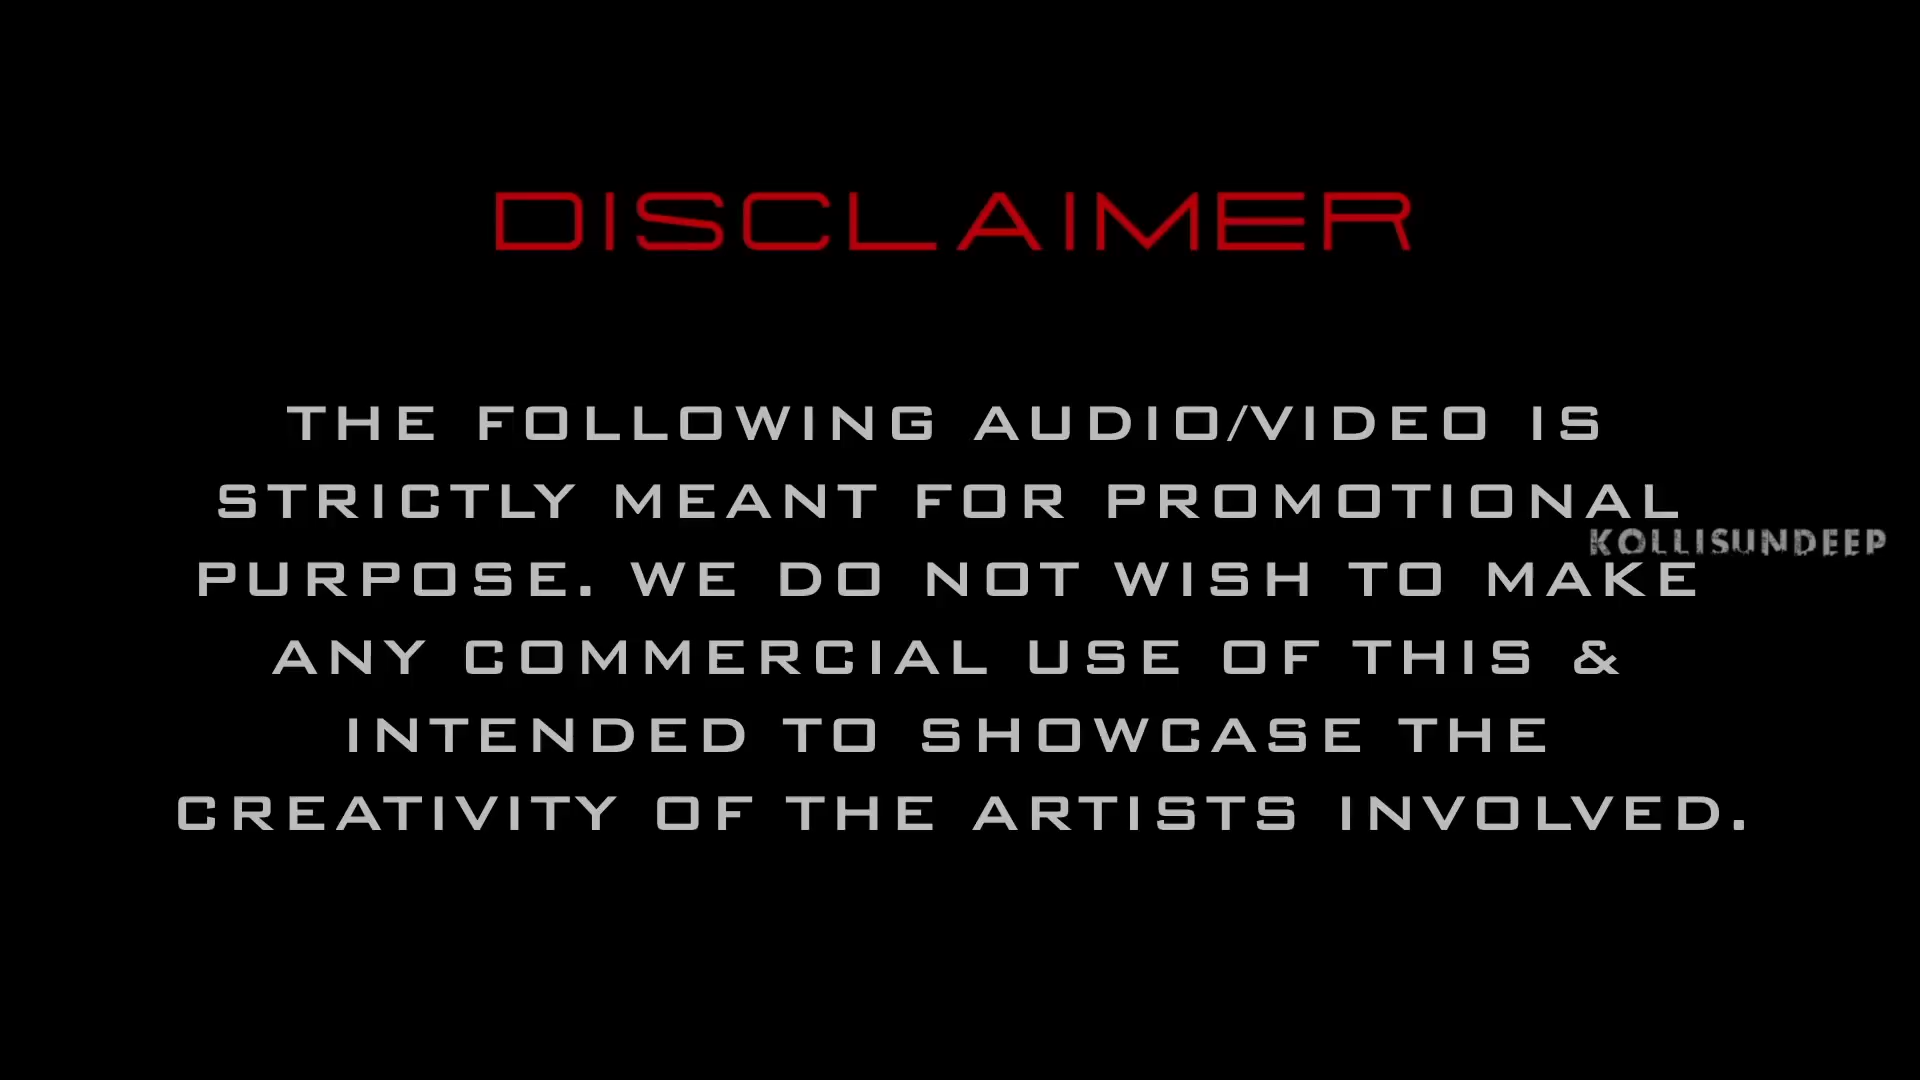 DISCLAIMER
THE FOLLOWING AUDIO/VIDEO IS
STRICTLY MEANT FOR PROMOTIONAL
KOLLISUNDEEP
PURPOSE. WE DO NOT WISH TO MAKE
ANY COMMERCIAL USE OF THIS &
INTENDED TO SHOWCASE THE
CREATIVITY OF THE ARTISTS INVOLVED.